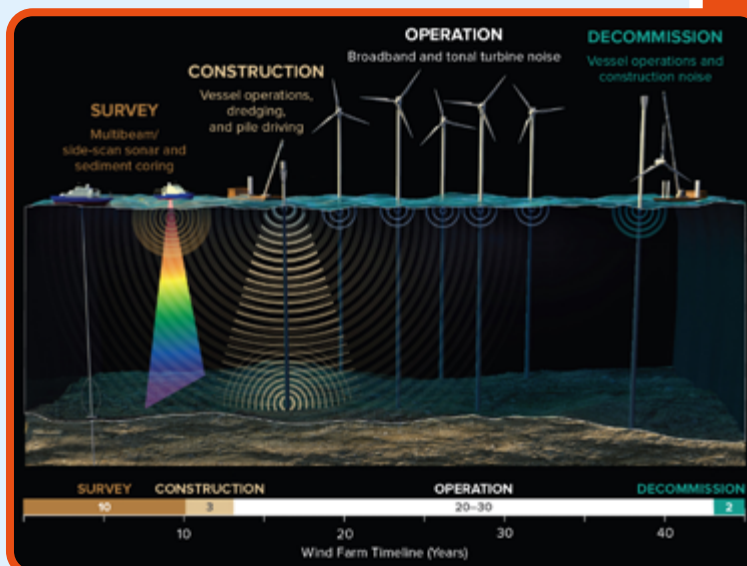 OPERATION
Broadband and tonal turbine noise
DECOMMISSION
Vessel operations and
construction noise
CONSTRUCTION
Vessel operations,
dredging,
and pile driving
SURVEY
Multibeam/
side-scan sonar and
sediment coring
SURVEY CONSTRUCTION OPERATION DECOMMISSION
10 3 20–30 2
10 20 30 40
Wind Farm Timeline (Years)